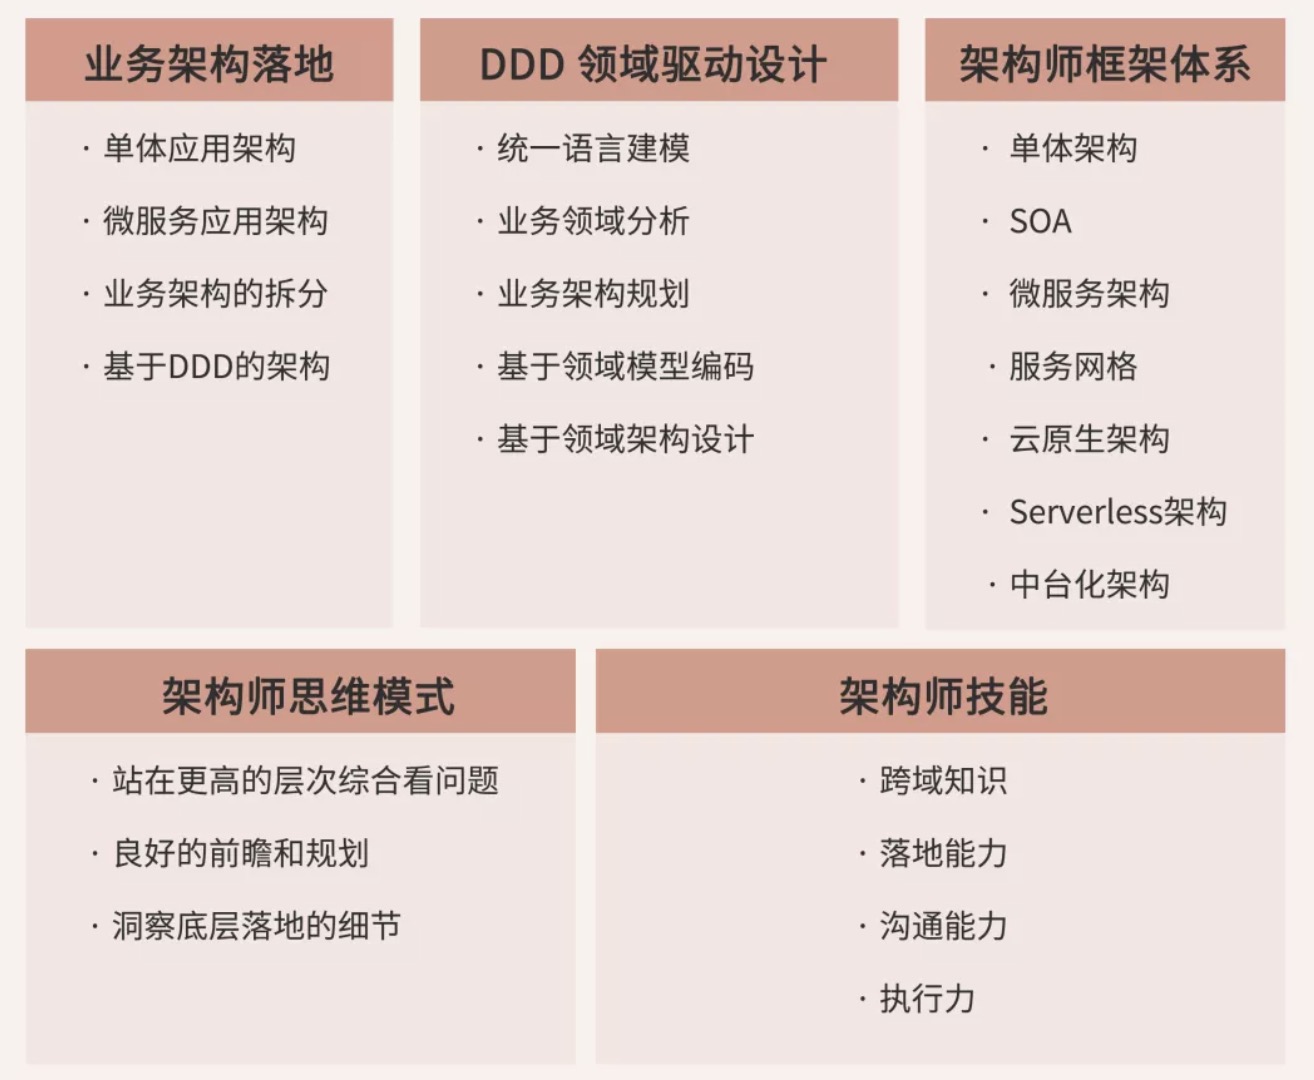 业务架构落地
· 单体应用架构
· 微服务应用架构
· 业务架构的拆分
· 基于DDD的架构
DDD 领域驱动设计
· 统一语言建模
· 业务领域分析
· 业务架构规划
· 基于领域模型编码
· 基于领域架构设计
架构师框架体系
· 单体架构
· SOA
· 微服务架构
· 服务网格
· 云原生架构
· Serverless架构
· 中台化架构
架构师思维模式
· 站在更高的层次综合看问题
· 良好的前瞻和规划
· 洞察底层落地的细节
架构师技能
· 跨域知识
· 落地能力
· 沟通能力
· 执行力